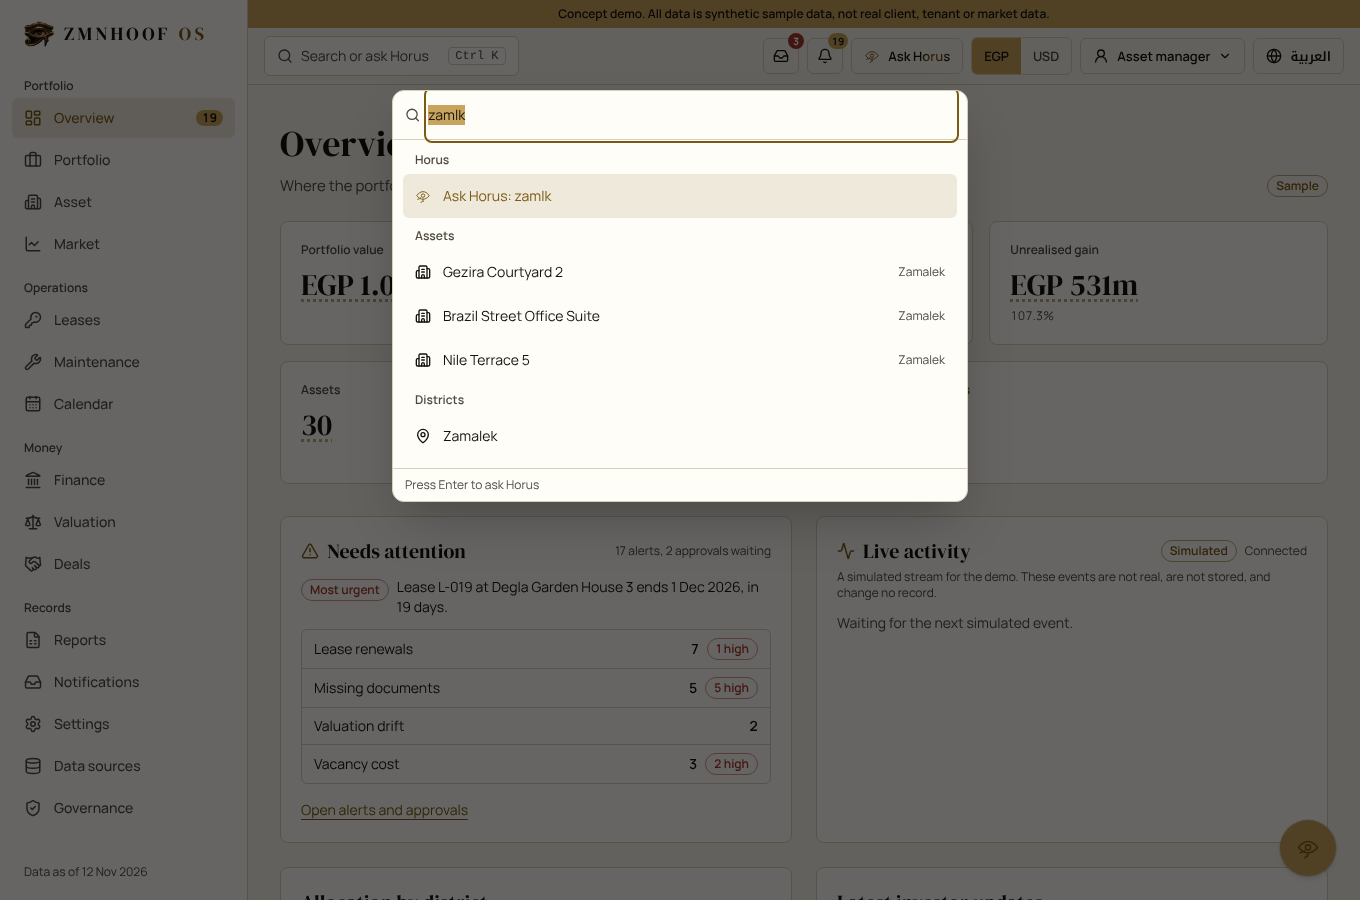 Concept demo. All data is synthetic sample data, not real client, tenant or market data.
ZMNHOOF OS
Search or ask Horus
Ctrl K
3
19
Ask Horus
EGP
USD
Asset manager
العربية
Portfolio
Overview
19
Portfolio
Asset
Market
Operations
Leases
Maintenance
Calendar
Money
Finance
Valuation
Deals
Records
Reports
Notifications
Settings
Data sources
Governance
Data as of 12 Nov 2026
zamlk
Horus
Ask Horus: zamlk
Assets
Gezira Courtyard 2
Zamalek
Brazil Street Office Suite
Zamalek
Nile Terrace 5
Zamalek
Districts
Zamalek
Press Enter to ask Horus
Where the
Sample
Portfolio value
EGP 1.0
Unrealised gain
EGP 531m
107.3%
Assets
30
Needs attention
17 alerts, 2 approvals waiting
Most urgent
Lease L-019 at Degla Garden House 3 ends 1 Dec 2026, in
19 days.
Lease renewals
7
1 high
Missing documents
5
5 high
Valuation drift
2
Vacancy cost
3
2 high
Open alerts and approvals
Live activity
Simulated
Connected
A simulated stream for the demo. These events are not real, are not stored, and
change no record.
Waiting for the next simulated event.
Allocation by district
Latest investor updates